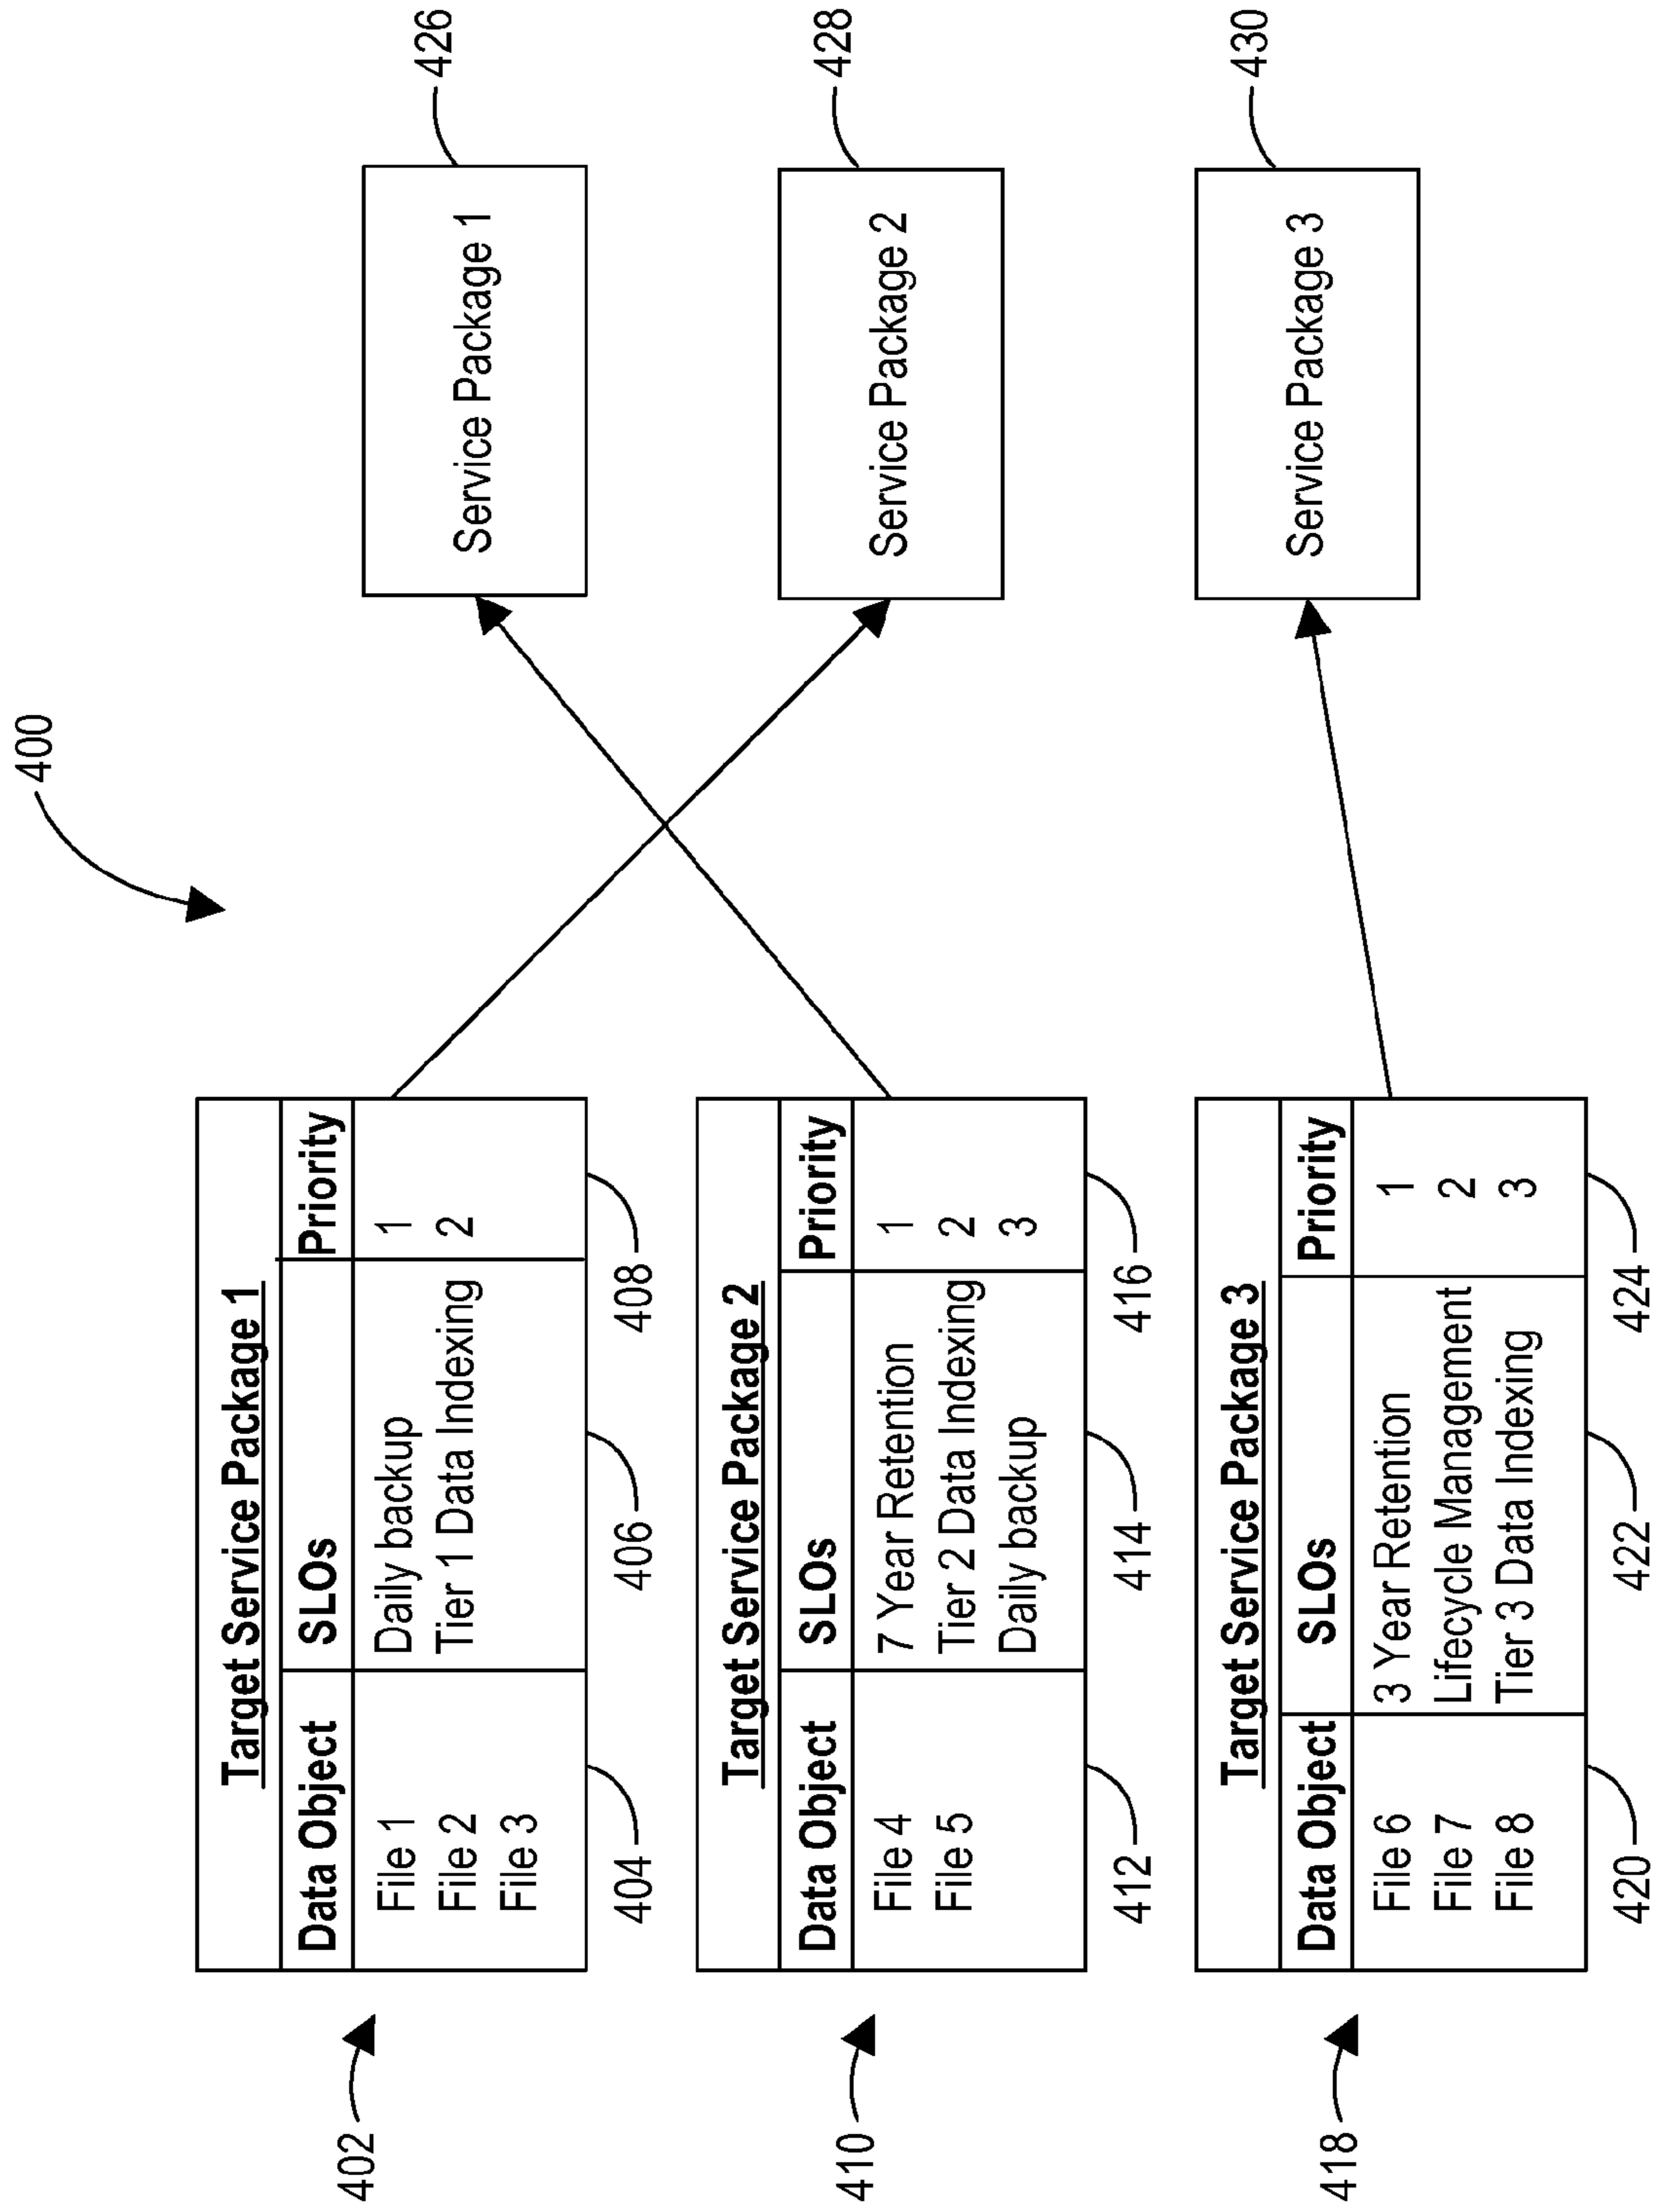 400
402
Target Service Package 1
Data Object SLOs Priority
File 1 Daily backup 1
File 2 Tier 1 Data Indexing 2
File 3
404 406 408
410
Target Service Package 2
Data Object SLOs Priority
File 4 7 Year Retention 1
File 5 Tier 2 Data Indexing 2
Daily backup 3
412 414 416
418
Target Service Package 3
Data Object SLOs Priority
File 6 3 Year Retention 1
File 7 Lifecycle Management 2
File 8 Tier 3 Data Indexing 3
420 422 424
Service Package 1
426
Service Package 2
428
Service Package 3
430